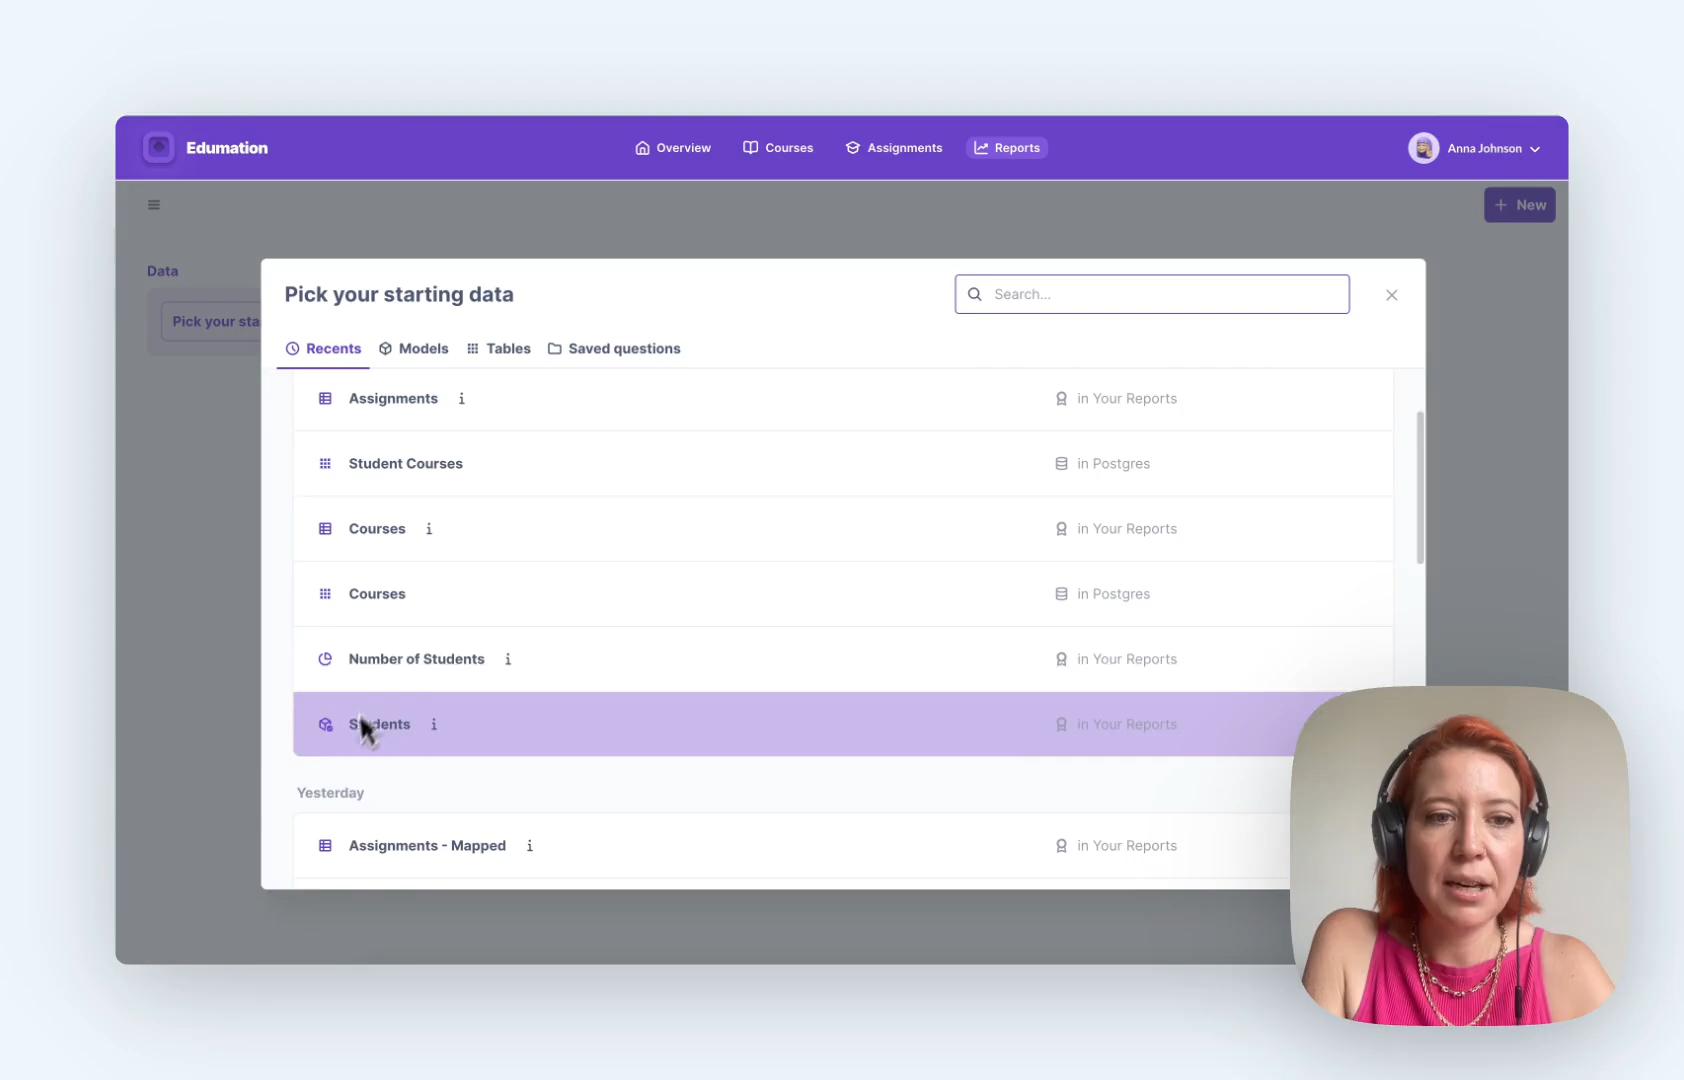 Edumation
Overview
Courses
Assignments
Reports
Anna Johnson
New
Data
Pick your sta
Pick your starting data
Search...
Recents
Models
Tables
Saved questions
Assignments i in Your Reports
Student Courses in Postgres
Courses i in Your Reports
Courses in Postgres
Number of Students i in Your Reports
Students i in Your Reports
Yesterday
Assignments - Mapped i in Your Reports